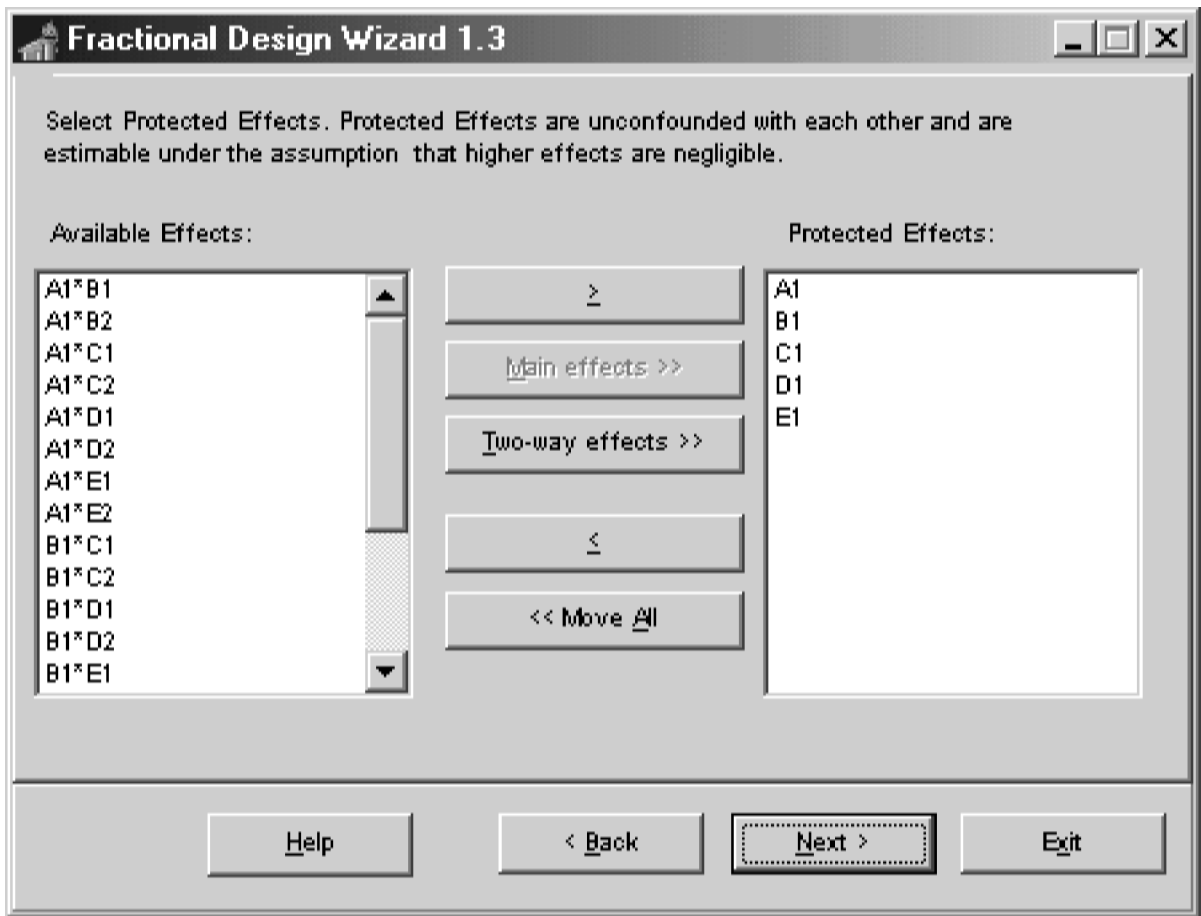 Fractional Design Wizard 1.3
Select Protected Effects. Protected Effects are unconfounded with each other and are
estimable under the assumption that higher effects are negligible.
Available Effects:
A1*B1
A1*B2
A1*C1
A1*C2
A1*D1
A1*D2
A1*E1
A1*E2
B1*C1
B1*C2
B1*D1
B1*D2
B1*E1
>
Main effects >>
Two-way effects >>
<
<< Move All
Protected Effects:
A1
B1
C1
D1
E1
Help
< Back
Next >
Exit